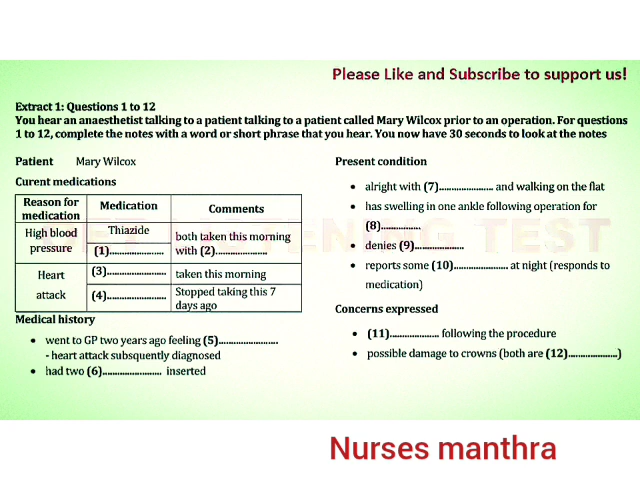 Please Like and Subscribe to support us!
Extract 1: Questions 1 to 12
You hear an anaesthetist talking to a patient talking to a patient called Mary Wilcox prior to an operation. For questions
1 to 12, complete the notes with a word or short phrase that you hear. You now have 30 seconds to look at the notes
Patient Mary Wilcox
Curent medications
Reason for medication Medication Comments
High blood pressure Thiazide both taken this morning with (2)......................
(1)......................
Heart attack (3)......................... taken this morning
(4)......................... Stopped taking this 7 days ago
Medical history
• went to GP two years ago feeling (5).........................
- heart attack subsquently diagnosed
• had two (6)......................... inserted
Present condition
• alright with (7)...................... and walking on the flat
• has swelling in one ankle following operation for
(8)................
• denies (9)....................
• reports some (10)...................... at night (responds to
medication)
Concerns expressed
• (11).................... following the procedure
• possible damage to crowns (both are (12)....................)
LISTENING TEST
Nurses manthra